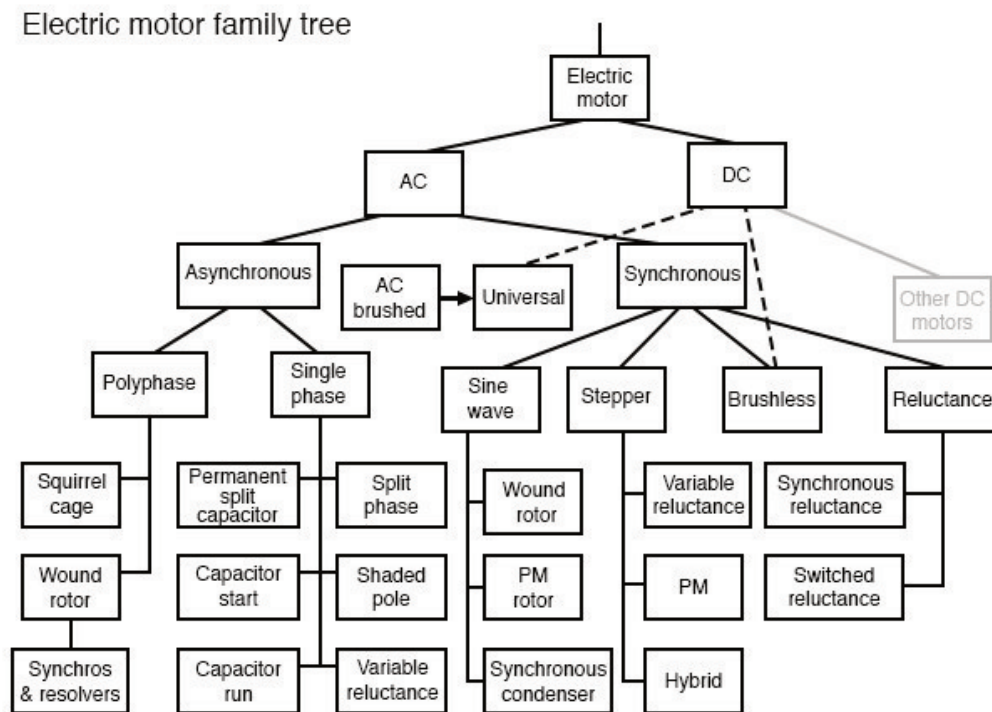 Electric motor family tree
Electric
motor
AC
DC
Asynchronous
AC
brushed
Universal
Synchronous
Other DC
motors
Polyphase
Single
phase
Sine
wave
Stepper
Brushless
Reluctance
Squirrel
cage
Permanent
split
capacitor
Split
phase
Wound
rotor
Variable
reluctance
Synchronous
reluctance
Wound
rotor
Capacitor
start
Shaded
pole
PM
rotor
PM
Switched
reluctance
Synchros
& resolvers
Capacitor
run
Variable
reluctance
Synchronous
condenser
Hybrid